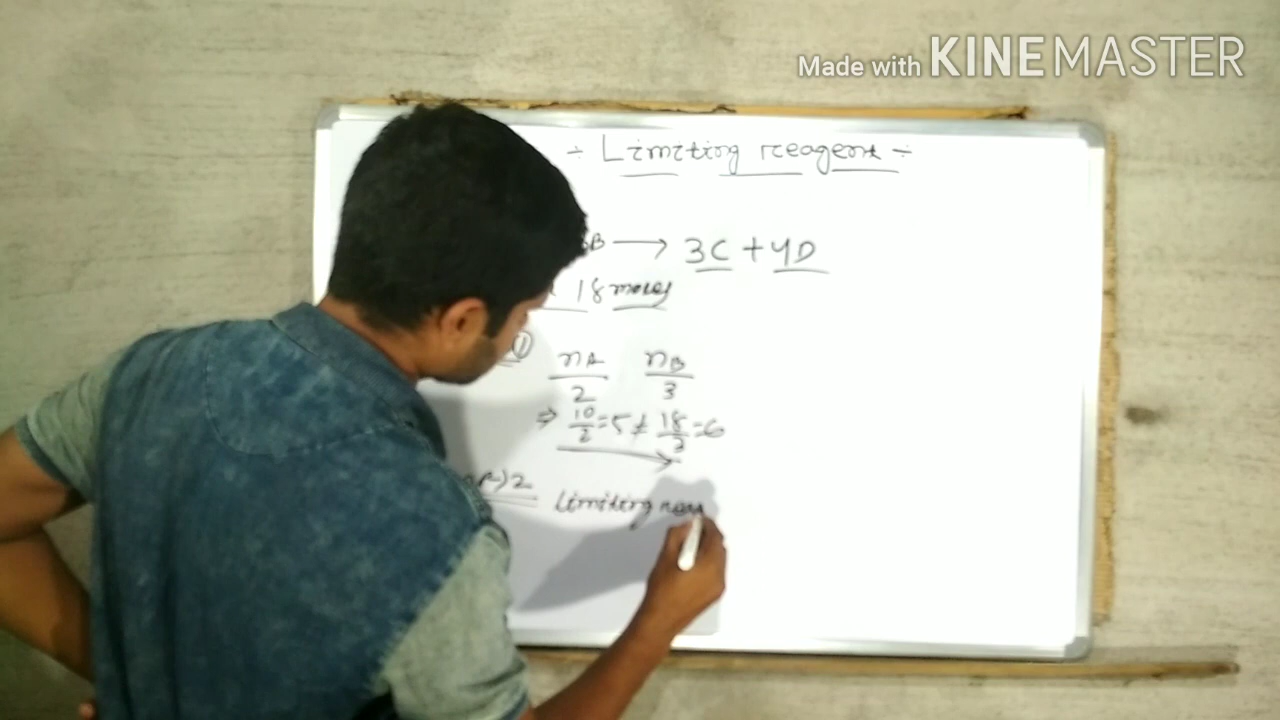 Made with KINEMASTER
÷ Limiting reagent ÷
B ⟶ 3C + 4D
18 moles
①
nA nB
2 3
⇒ 10/2 = 5 ≠ 18/3 = 6
2
Limiting